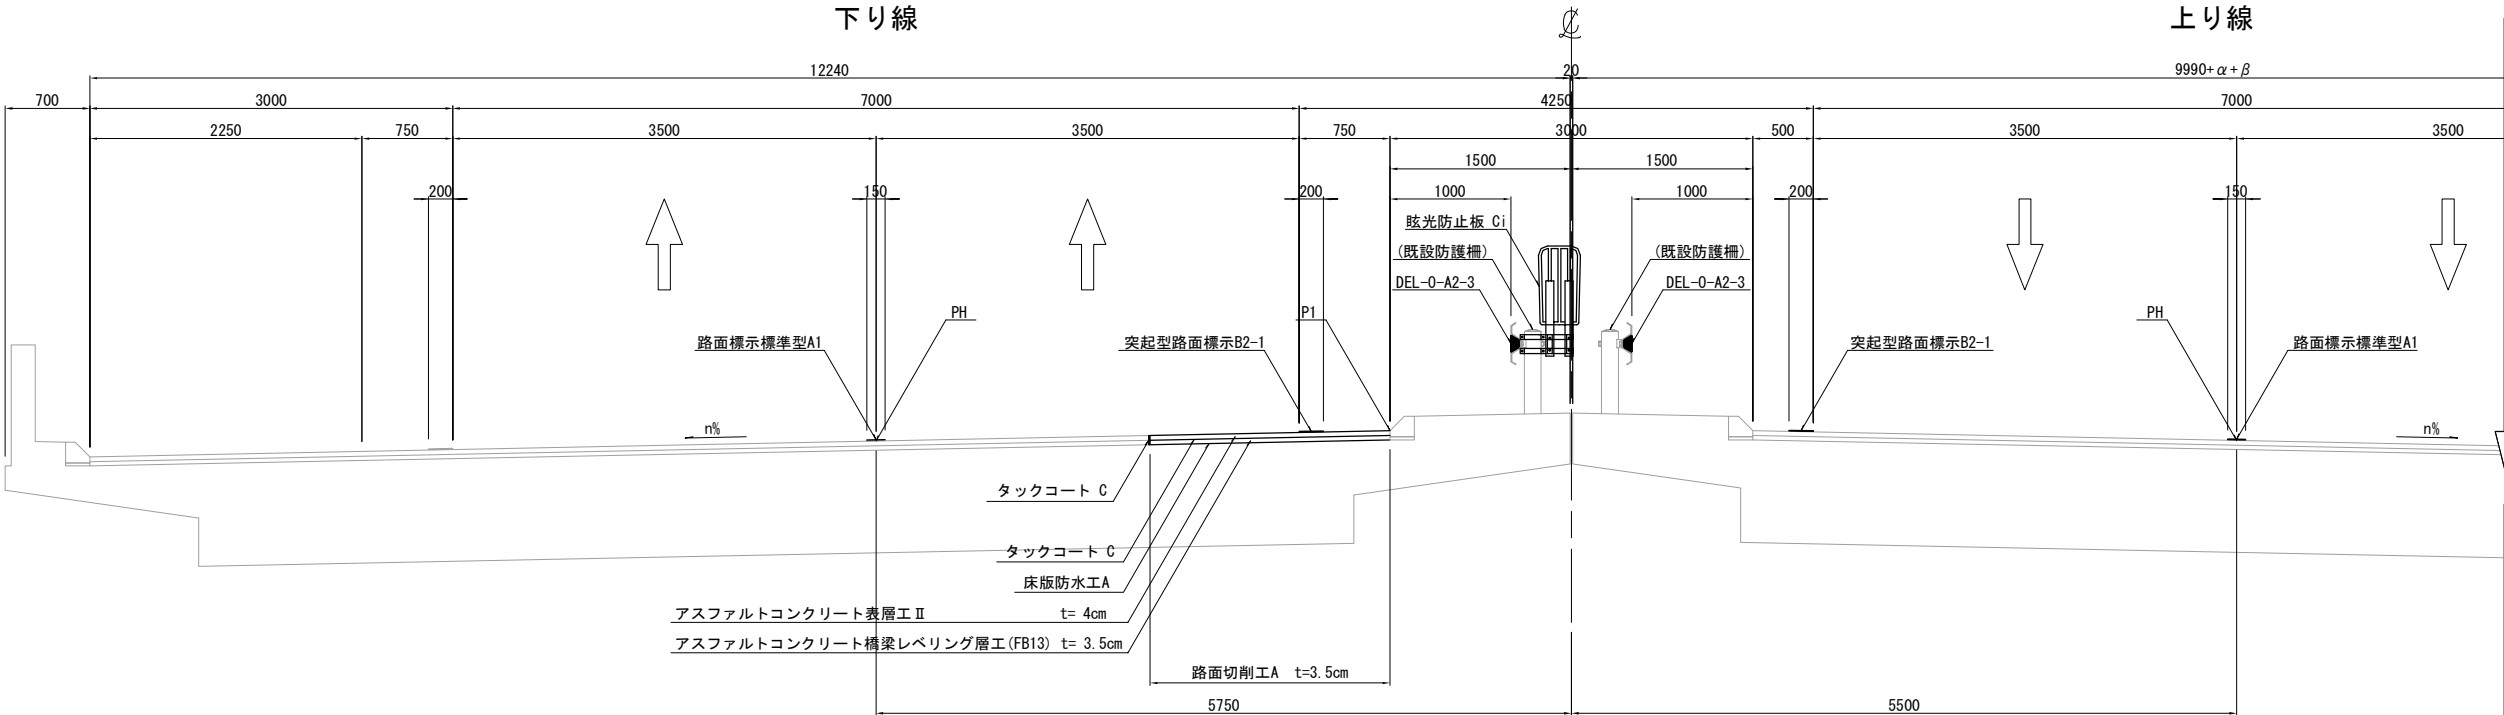 下り線
上り線
℄
12240
20
9990+α+β
700
3000
7000
4250
7000
2250
750
3500
3500
750
3000
500
3500
3500
1500
1500
200
150
200
1000
1000
200
150
眩光防止板 Ci
(既設防護柵)
(既設防護柵)
DEL-0-A2-3
DEL-0-A2-3
PH
P1
PH
路面標示標準型A1
突起型路面標示B2-1
突起型路面標示B2-1
路面標示標準型A1
n%
n%
タックコート C
タックコート C
床版防水工A
アスファルトコンクリート表層工Ⅱ t= 4cm
アスファルトコンクリート橋梁レベリング層工(FB13) t= 3.5cm
路面切削工A t=3.5cm
5750
5500